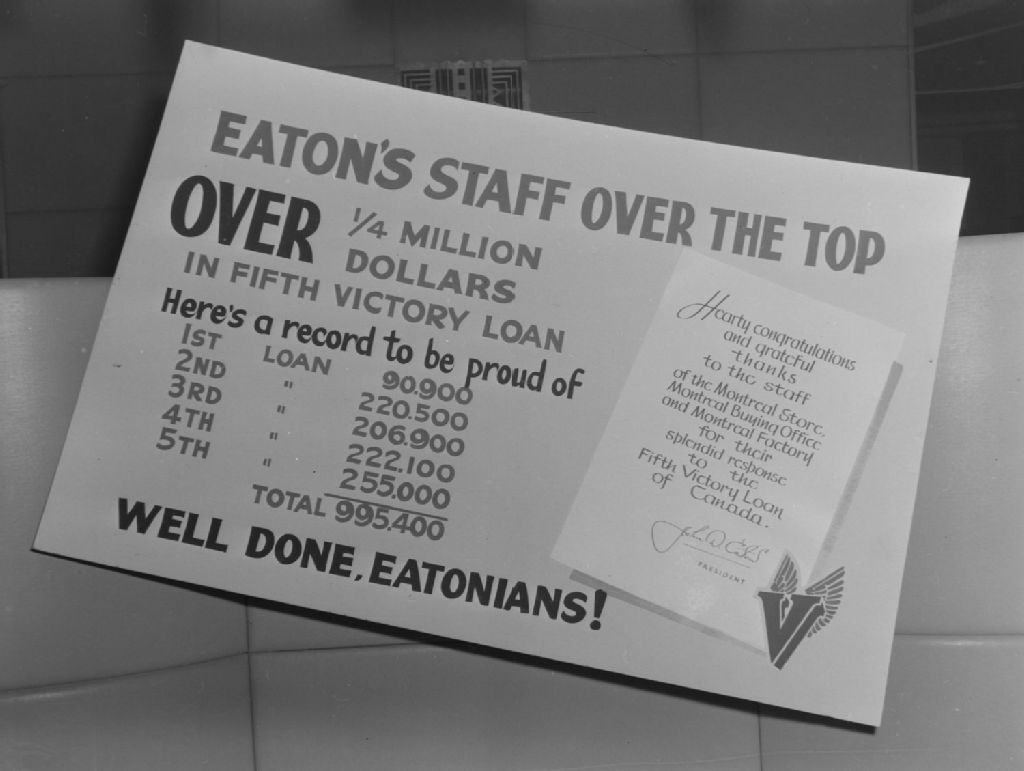 EATON'S STAFF OVER THE TOP
OVER 1/4 MILLION
DOLLARS
IN FIFTH VICTORY LOAN
Here's a record to be proud of
1ST LOAN 90.900
2ND " 220.500
3RD " 206.900
4TH " 222.100
5TH " 255.000
TOTAL 995.400
WELL DONE, EATONIANS!
Hearty congratulations
and grateful
thanks
to the staff
of the Montreal Store,
Montreal Buying Office
and Montreal Factory
for their
splendid response
to the
Fifth Victory Loan
of Canada.
PRESIDENT
V